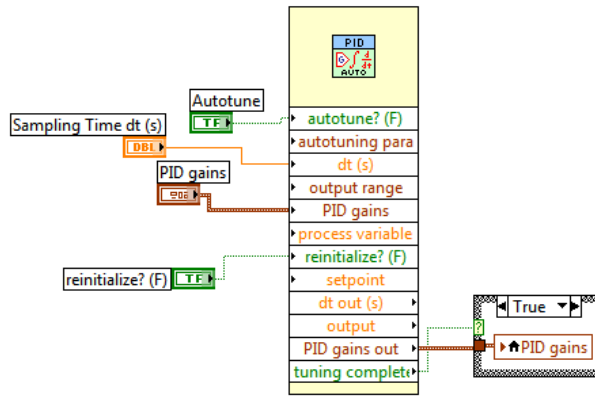 PID
AUTO
Autotune
TF
autotune? (F)
Sampling Time dt (s)
DBL
autotuning para
dt (s)
PID gains
output range
PID gains
process variable
reinitialize? (F)
TF
reinitialize? (F)
setpoint
dt out (s)
output
PID gains out
tuning complete
True
?
PID gains